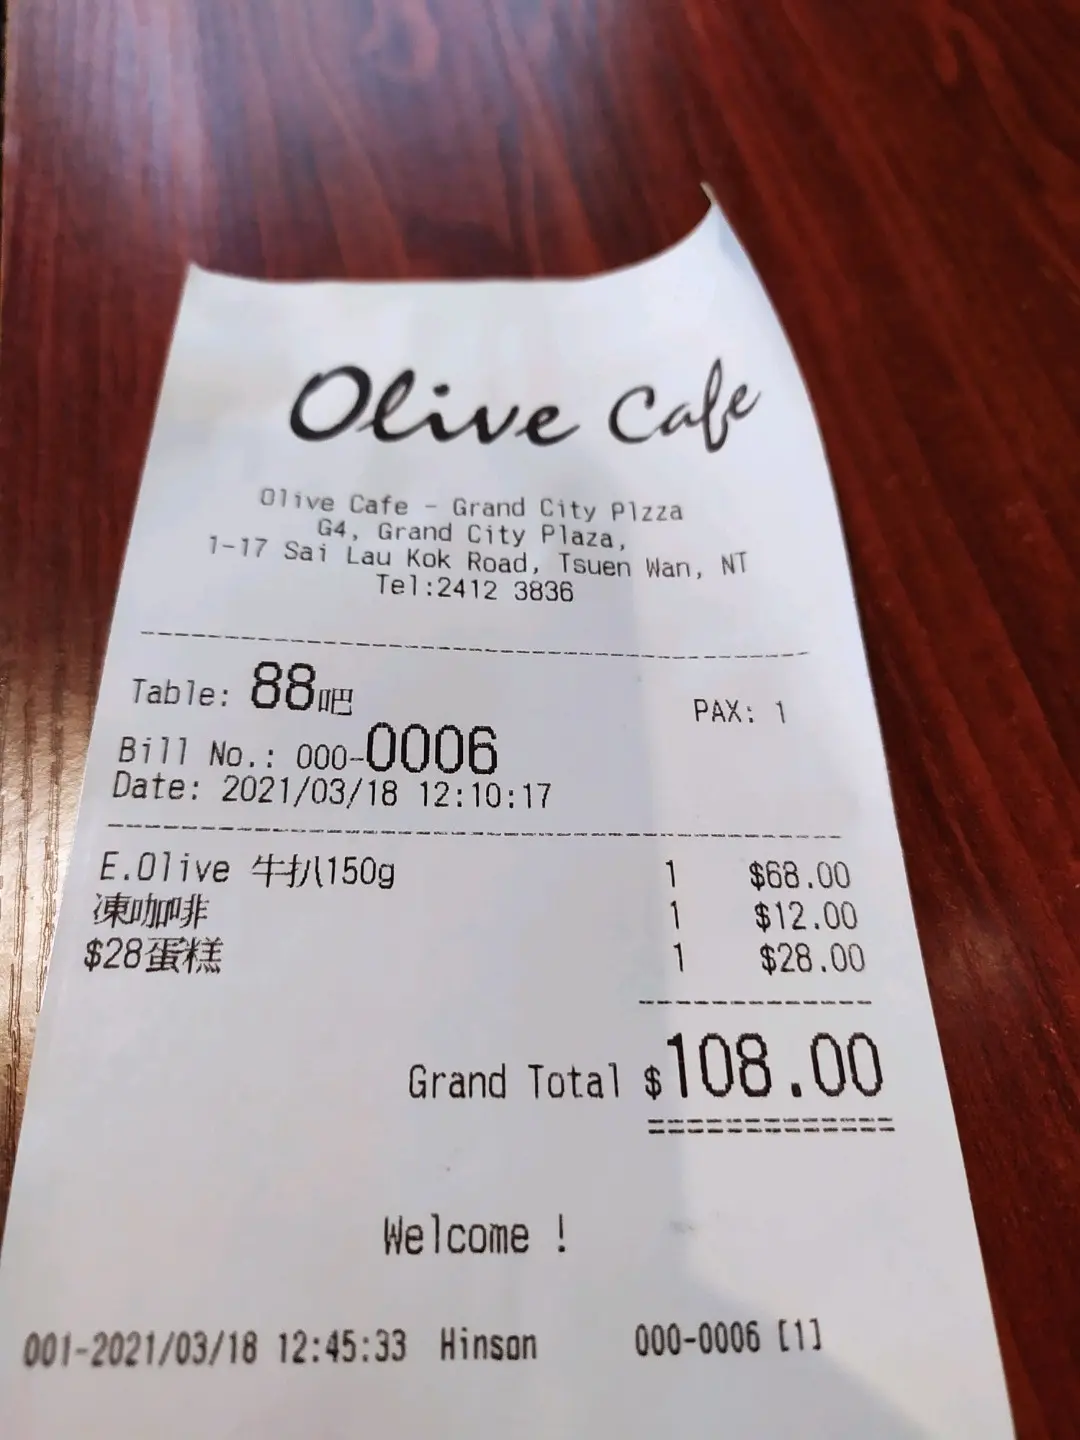 Olive Cafe
Olive Cafe - Grand City Plzza
G4, Grand City Plaza,
1-17 Sai Lau Kok Road, Tsuen Wan, NT
Tel:2412 3836
Table: 88吧 PAX: 1
Bill No.: 000-0006
Date: 2021/03/18 12:10:17
E.Olive 牛扒150g 1 $68.00
凍咖啡 1 $12.00
$28蛋糕 1 $28.00
Grand Total $108.00
Welcome !
001-2021/03/18 12:45:33 Hinson 000-0006 [1]